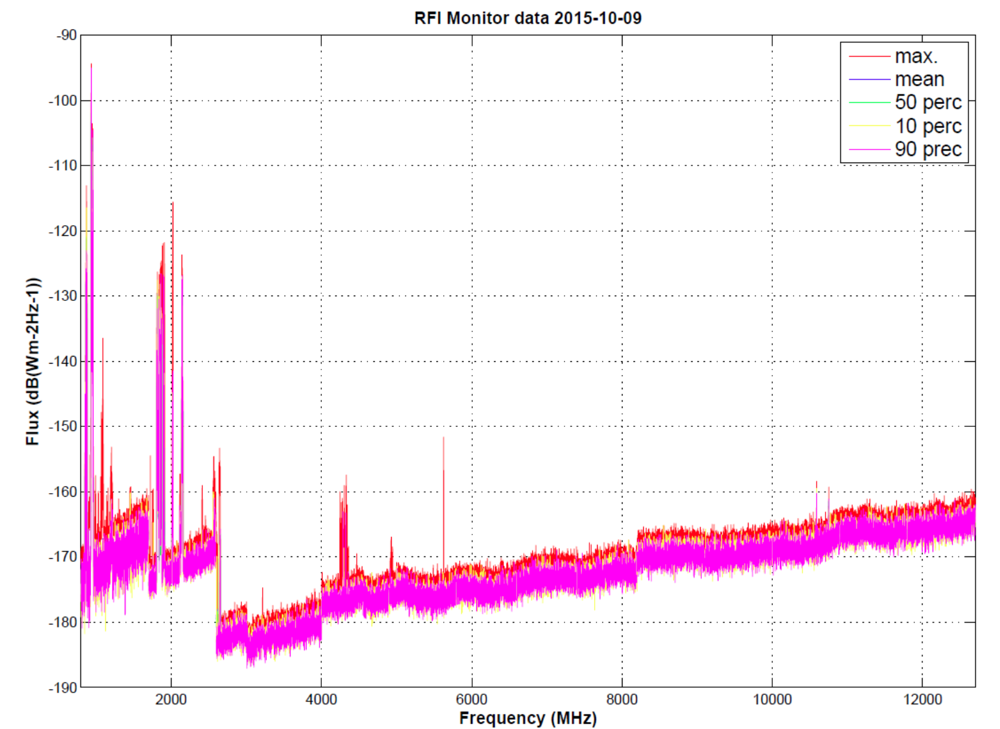 RFI Monitor data 2015-10-09
max.
mean
50 perc
10 perc
90 prec
-90
-100
-110
-120
-130
-140
-150
-160
-170
-180
-190
Flux (dB(Wm-2Hz-1))
2000 4000 6000 8000 10000 12000
Frequency (MHz)